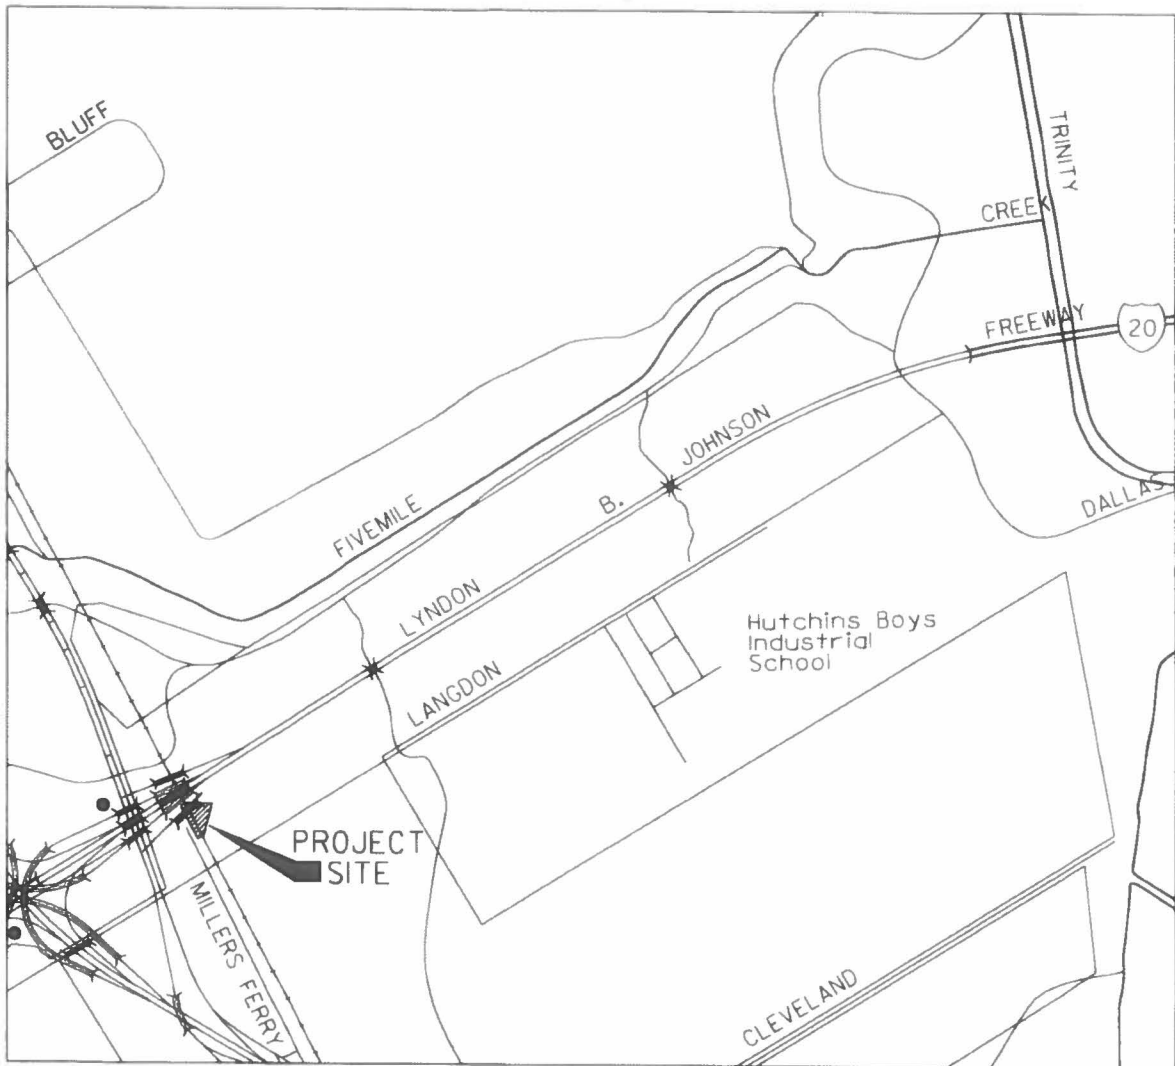 BLUFF
TRINITY
CREEK
FREEWAY
20
JOHNSON
B.
DALLAS
FIVEMILE
LYNDON
LANGDON
Hutchins Boys
Industrial
School
PROJECT
SITE
MILLERS FERRY
CLEVELAND